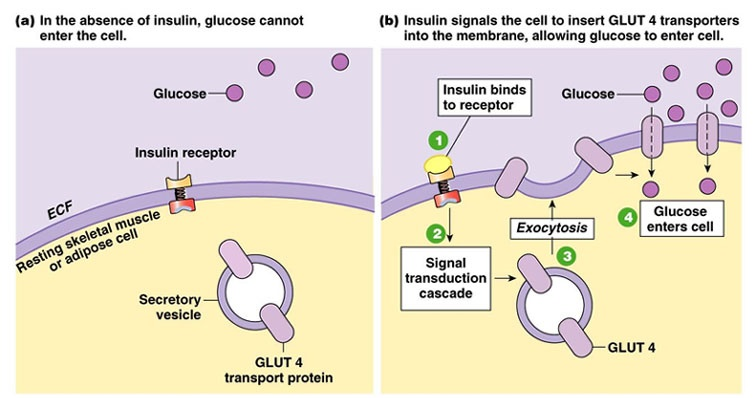 (a) In the absence of insulin, glucose cannot
enter the cell.
Glucose
Insulin receptor
ECF
Resting skeletal muscle
or adipose cell
Secretory
vesicle
GLUT 4
transport protein
(b) Insulin signals the cell to insert GLUT 4 transporters
into the membrane, allowing glucose to enter cell.
Insulin binds
to receptor
Glucose
1
2
Signal
transduction
cascade
Exocytosis
3
4
Glucose
enters cell
GLUT 4